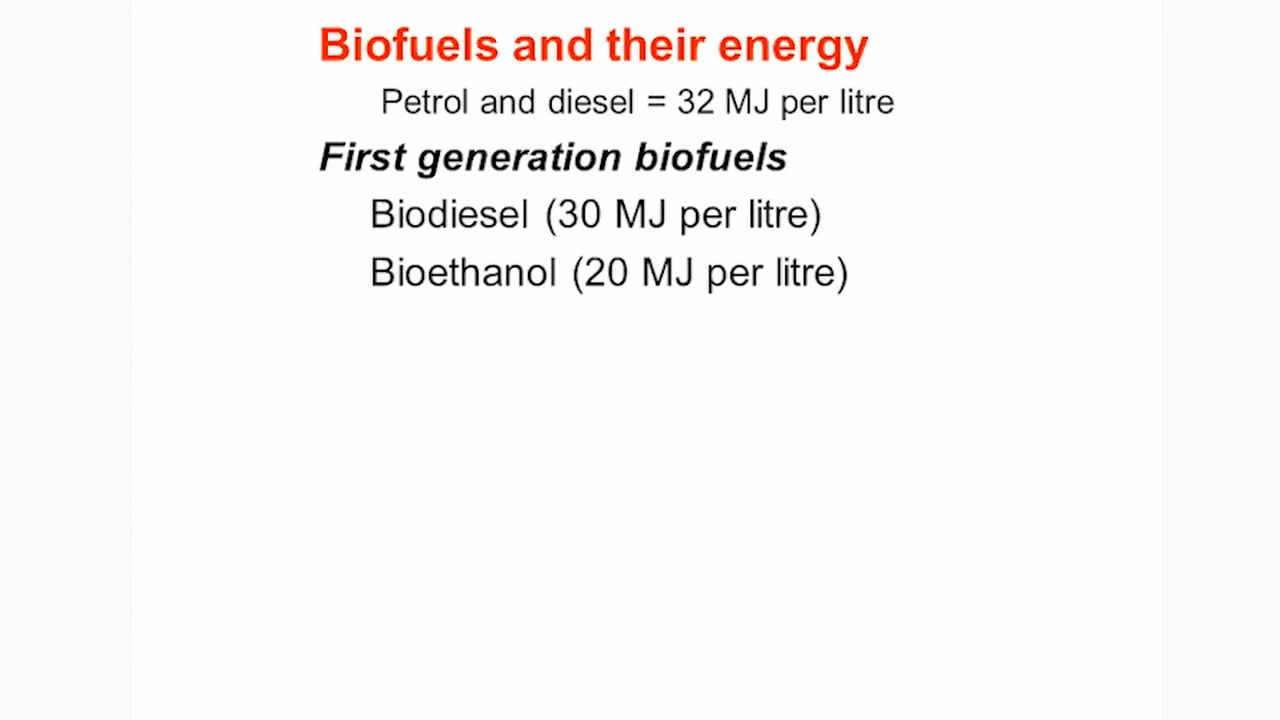 Biofuels and their energy
Petrol and diesel = 32 MJ per litre
First generation biofuels
Biodiesel (30 MJ per litre)
Bioethanol (20 MJ per litre)